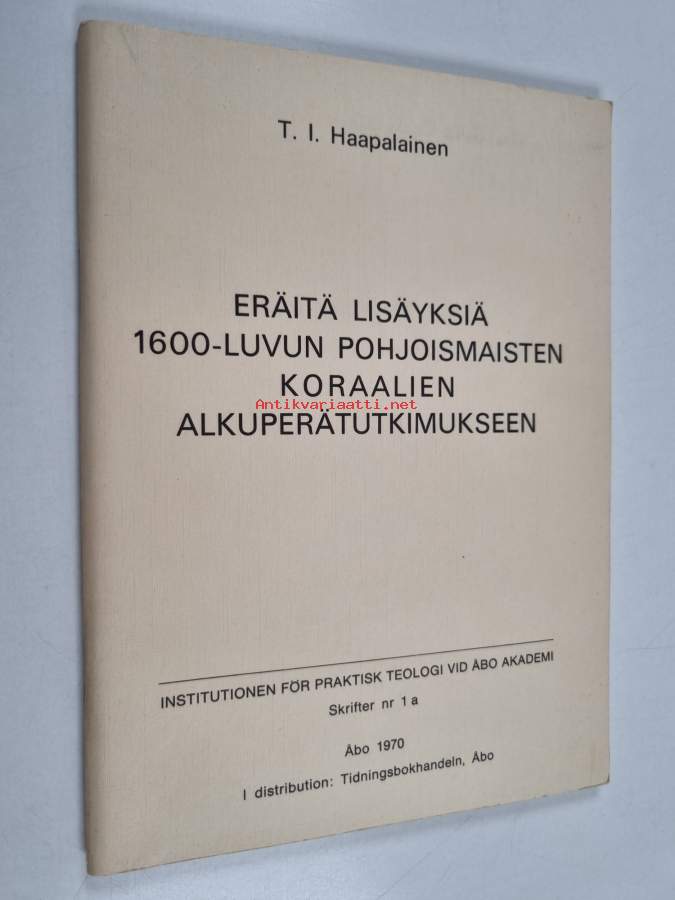 T. I. Haapalainen
ERÄITÄ LISÄYKSIÄ
1600-LUVUN POHJOISMAISTEN
KORAALIEN
Antikvariaatti.net
ALKUPERÄTUTKIMUKSEEN
INSTITUTIONEN FÖR PRAKTISK TEOLOGI VID ÅBO AKADEMI
Skrifter nr 1 a
Åbo 1970
I distribution: Tidningsbokhandeln, Åbo